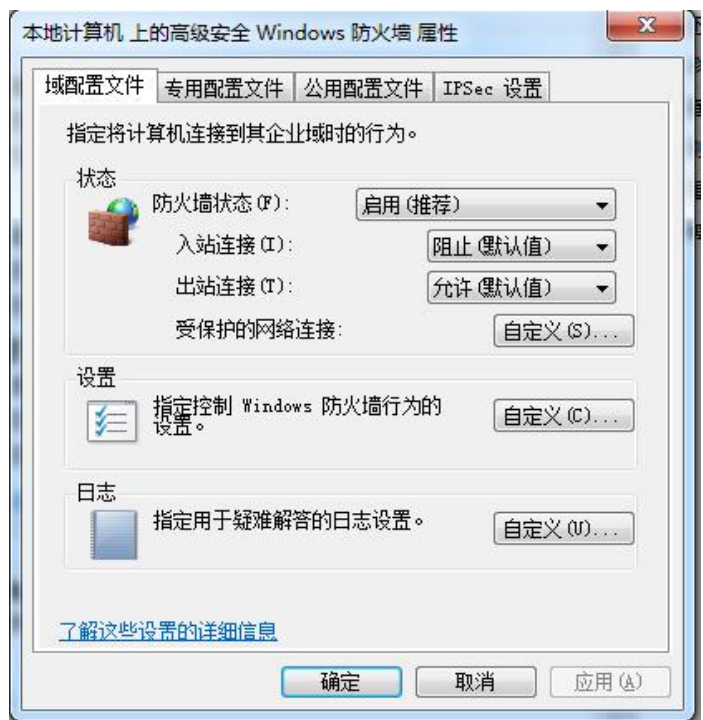 本地计算机 上的高级安全 Windows 防火墙 属性
域配置文件 专用配置文件 公用配置文件 IPSec 设置
指定将计算机连接到其企业域时的行为。
状态
防火墙状态(F): 启用(推荐)
入站连接(I): 阻止(默认值)
出站连接(T): 允许(默认值)
受保护的网络连接: 自定义(S)...
设置
指定控制 Windows 防火墙行为的
设置。
自定义(C)...
日志
指定用于疑难解答的日志设置。 自定义(U)...
了解这些设置的详细信息
确定 取消 应用(A)